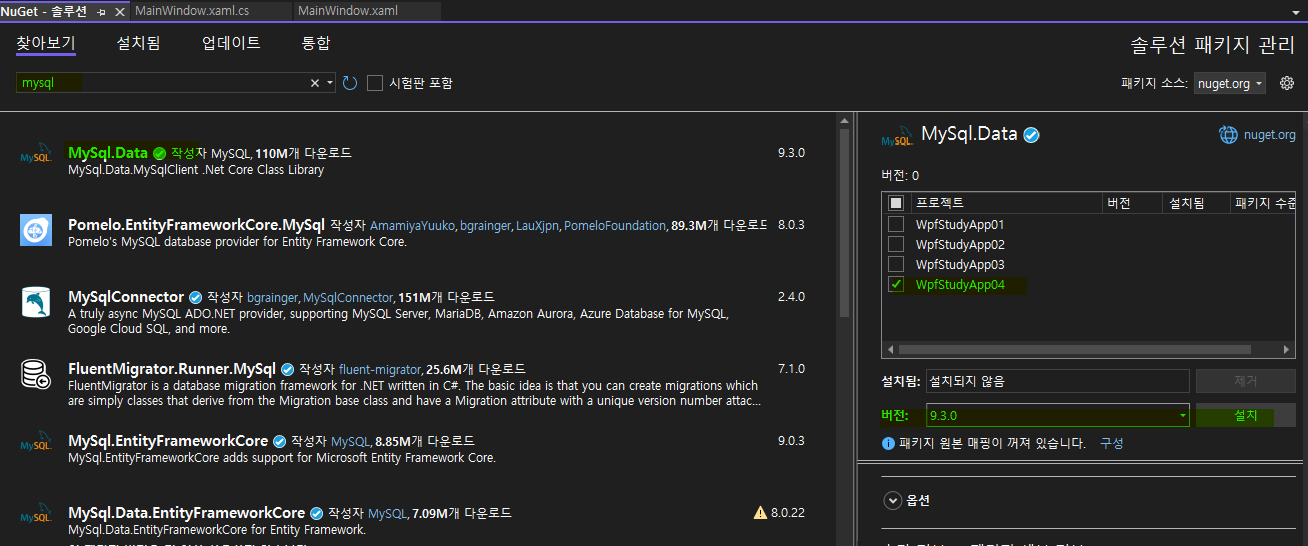 NuGet - 솔루션 MainWindow.xaml.cs MainWindow.xaml
찾아보기 설치됨 업데이트 통합 솔루션 패키지 관리
mysql 시험판 포함 패키지 소스: nuget.org
MySql.Data 작성자 MySQL, 110M개 다운로드 9.3.0
MySql.Data.MySqlClient .Net Core Class Library
Pomelo.EntityFrameworkCore.MySql 작성자 AmamiyaYuuko, bgrainger, LauXjpn, PomeloFoundation, 89.3M개 다운로드 8.0.3
Pomelo's MySQL database provider for Entity Framework Core.
MySqlConnector 작성자 bgrainger, MySqlConnector, 151M개 다운로드 2.4.0
A truly async MySQL ADO.NET provider, supporting MySQL Server, MariaDB, Amazon Aurora, Azure Database for MySQL,
Google Cloud SQL, and more.
FluentMigrator.Runner.MySql 작성자 fluent-migrator, 25.6M개 다운로드 7.1.0
FluentMigrator is a database migration framework for .NET written in C#. The basic idea is that you can create migrations which
are simply classes that derive from the Migration base class and have a Migration attribute with a unique version number attac...
MySql.EntityFrameworkCore 작성자 MySQL, 8.85M개 다운로드 9.0.3
MySql.EntityFrameworkCore adds support for Microsoft Entity Framework Core.
MySql.Data.EntityFrameworkCore 작성자 MySQL, 7.09M개 다운로드 8.0.22
MySql.Data.EntityFrameworkCore for Entity Framework.
MySql.Data nuget.org
버전: 0
프로젝트 버전 설치됨 패키지 수준
WpfStudyApp01
WpfStudyApp02
WpfStudyApp03
WpfStudyApp04
설치됨: 설치되지 않음 제거
버전: 9.3.0 설치
패키지 원본 매핑이 꺼져 있습니다. 구성
옵션